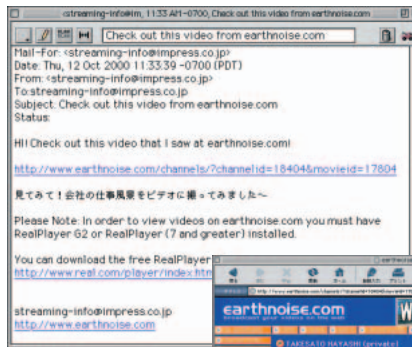 <streaming-info@im, 11:33 AM -0700, Check out this video from earthnoise.com
Check out this video from earthnoise.com
Mail-For: <streaming-info@impress.co.jp>
Date: Thu, 12 Oct 2000 11:33:39 -0700 (PDT)
From: <streaming-info@impress.co.jp>
To:streaming-info@impress.co.jp
Subject: Check out this video from earthnoise.com
Status:
Hi! Check out this video that I saw at earthnoise.com!
http://www.earthnoise.com/channels/?channelid=18404&movieid=17804
見てみて！会社の仕事風景をビデオに撮ってみました～
Please Note: In order to view videos on earthnoise.com you must have
RealPlayer G2 or RealPlayer (7 and greater) installed.
You can download the free RealPlayer
http://www.real.com/player/index.htm
streaming-info@impress.co.jp
http://www.earthnoise.com
earthnoise.com
TAKESATO HAYASHI (private)